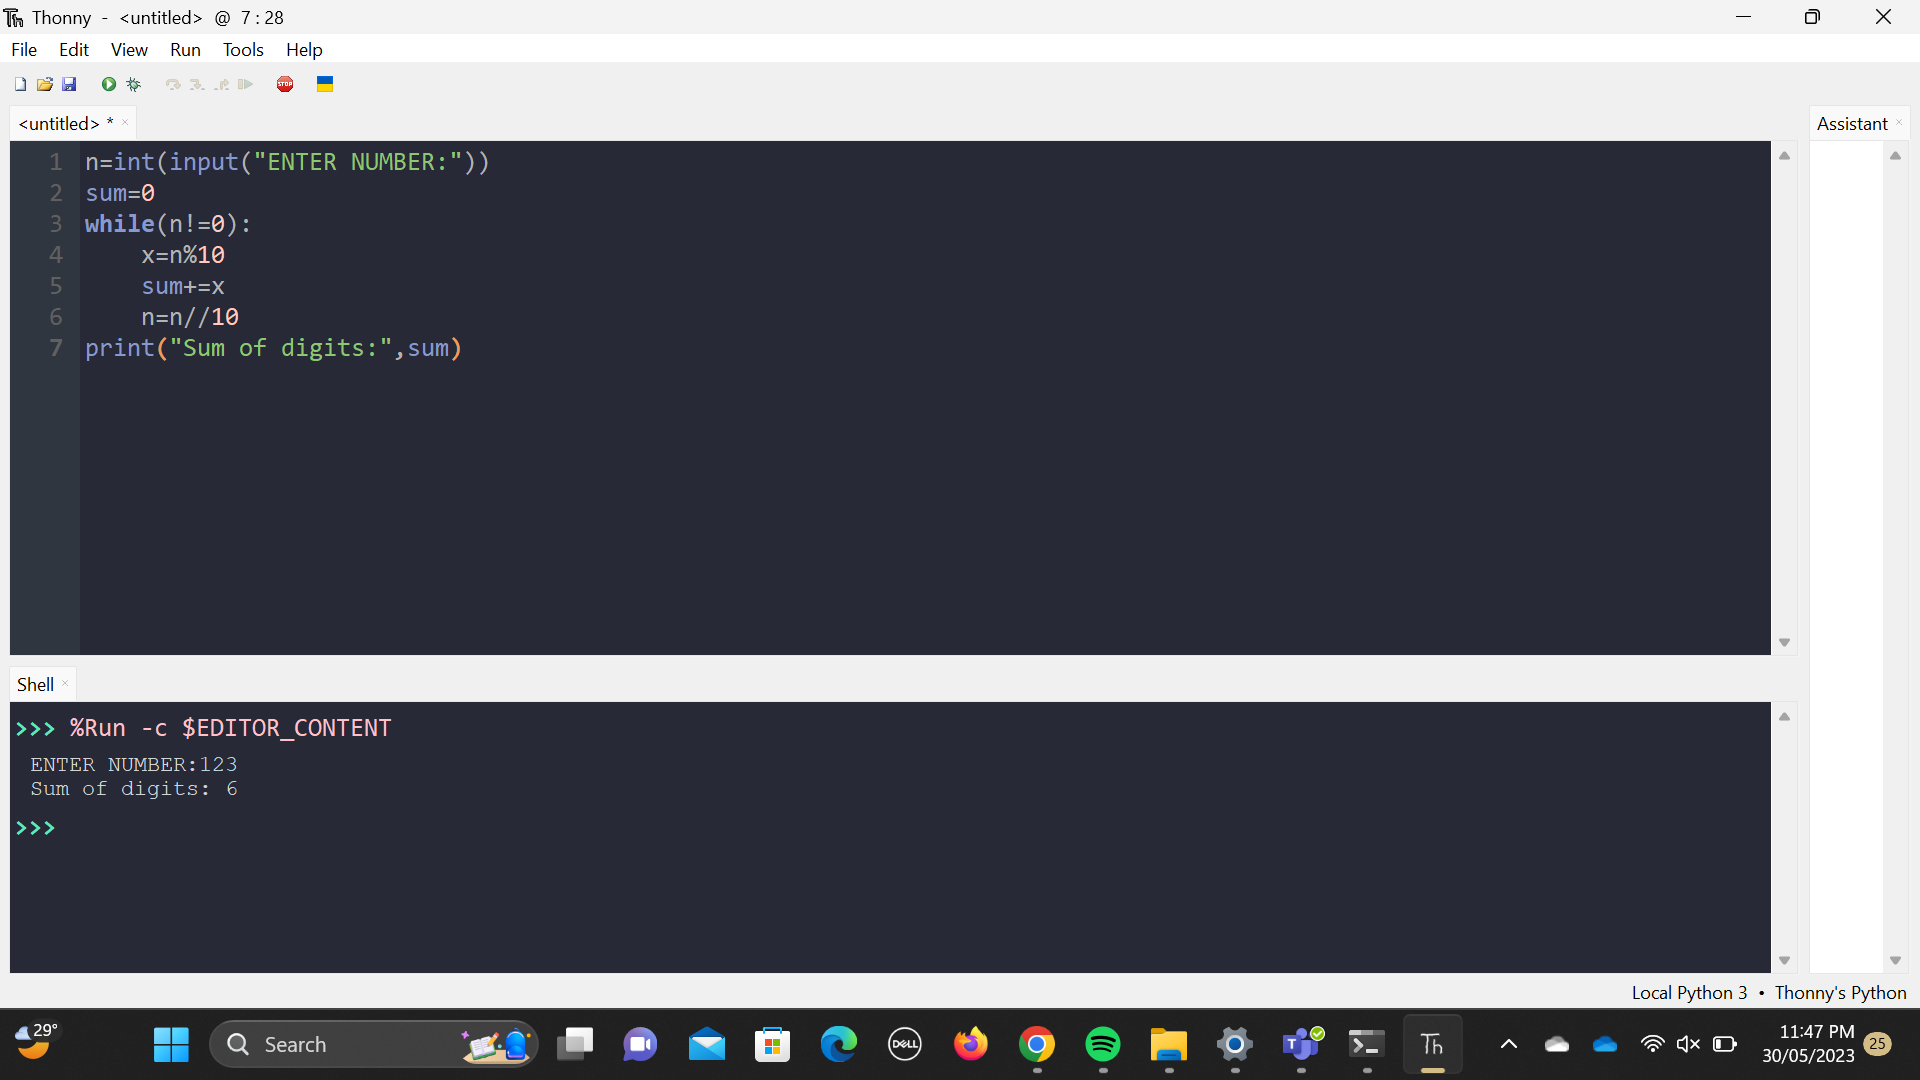 Thonny - <untitled> @ 7 : 28
File Edit View Run Tools Help
STOP
<untitled> * ×
Assistant ×
1 n=int(input("ENTER NUMBER:"))
2 sum=0
3 while(n!=0):
4     x=n%10
5     sum+=x
6     n=n//10
7 print("Sum of digits:",sum)
Shell ×
>>> %Run -c $EDITOR_CONTENT
ENTER NUMBER:123
Sum of digits: 6
>>>
Local Python 3 • Thonny's Python
29°
Search
DELL
T
Th
11:47 PM
30/05/2023
25